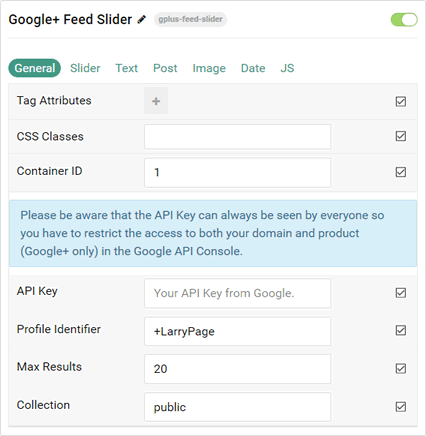 Google+ Feed Slider gplus-feed-slider
General Slider Text Post Image Date JS
Tag Attributes +
CSS Classes
Container ID 1
Please be aware that the API Key can always be seen by everyone so
you have to restrict the access to both your domain and product
(Google+ only) in the Google API Console.
API Key Your API Key from Google.
Profile Identifier +LarryPage
Max Results 20
Collection public